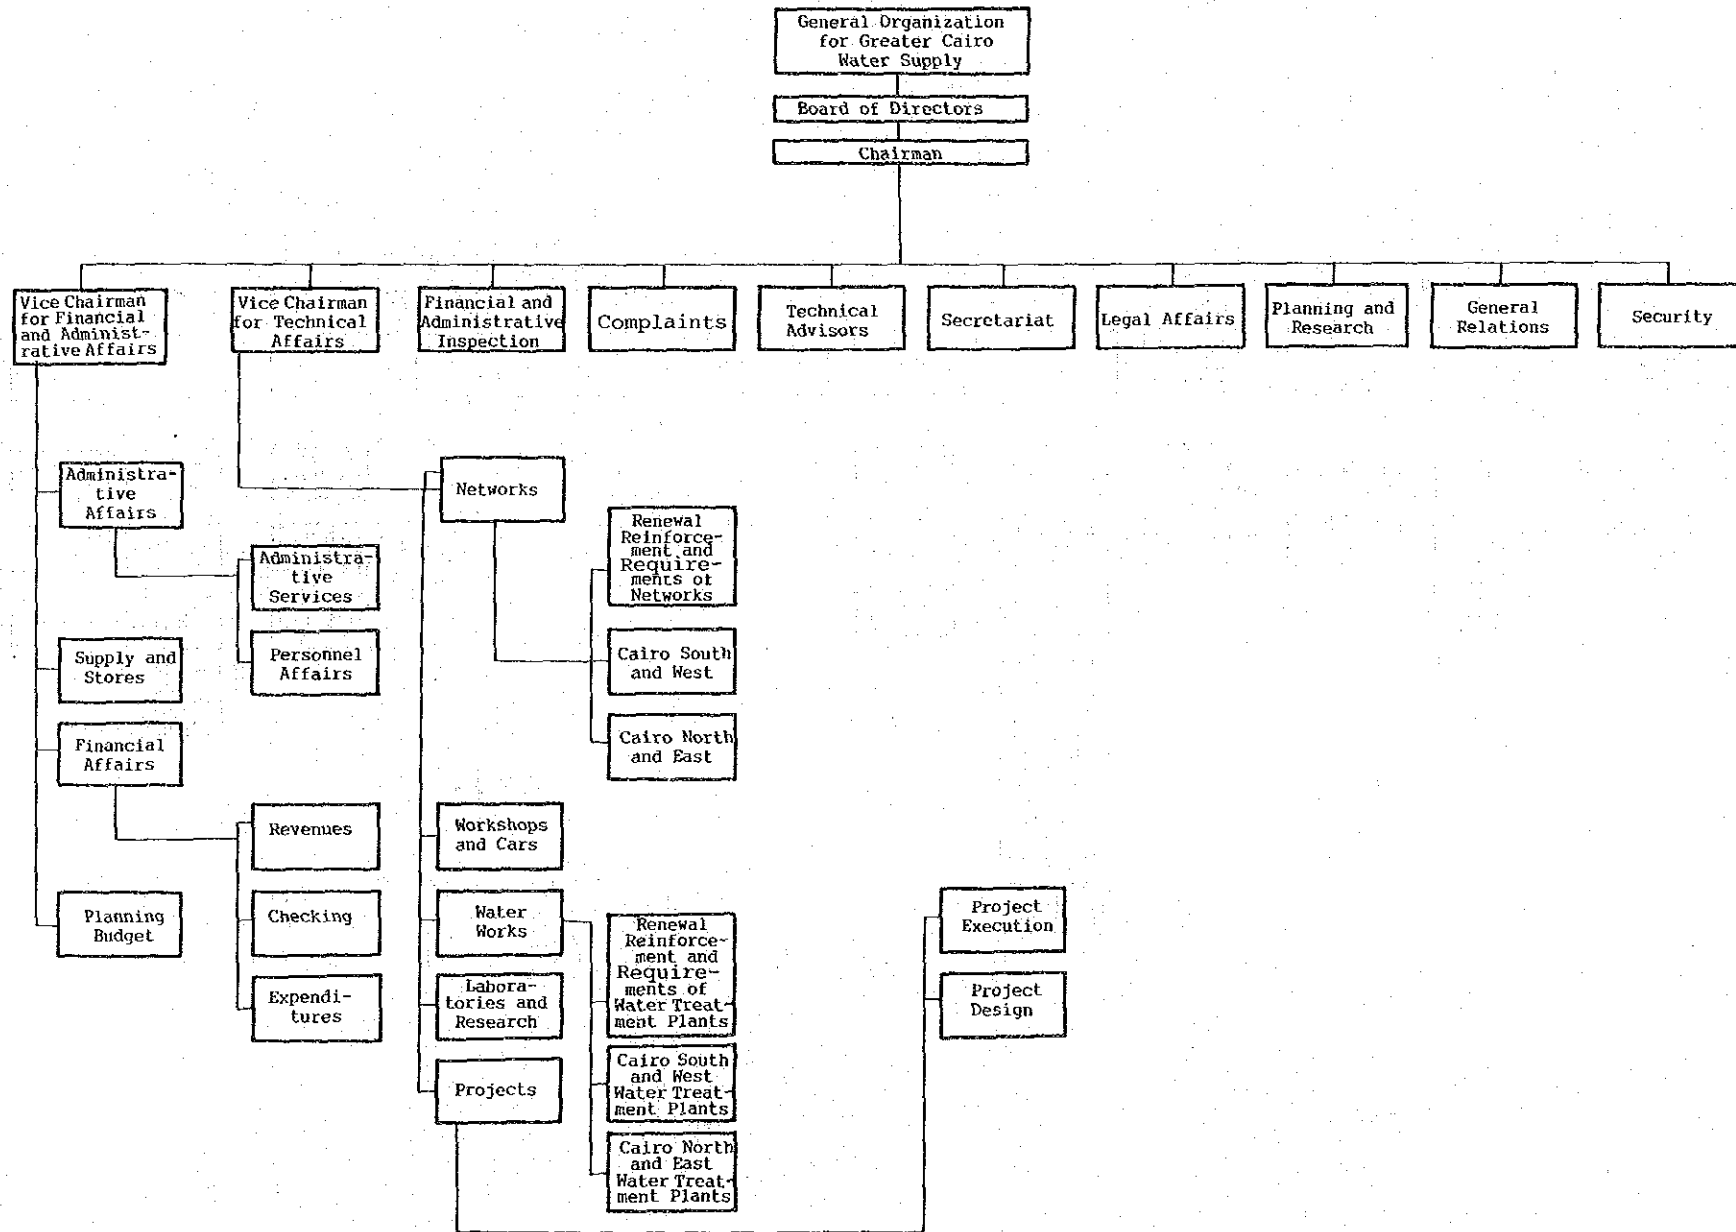 General Organization
for Greater Cairo
Water Supply
Board of Directors
Chairman
Vice Chairman
for Financial
and Administ-
rative Affairs
Vice Chairman
for Technical
Affairs
Financial and
Administrative
Inspection
Complaints
Technical
Advisors
Secretariat
Legal Affairs
Planning and
Research
General
Relations
Security
Administra-
tive
Affairs
Administra-
tive
Services
Personnel
Affairs
Supply and
Stores
Financial
Affairs
Revenues
Checking
Expendi-
tures
Planning
Budget
Networks
Renewal
Reinforce-
ment and
Require-
ments of
Networks
Cairo South
and West
Cairo North
and East
Workshops
and Cars
Water
Works
Renewal
Reinforce-
ment and
Require-
ments of
Water Treat-
ment Plants
Cairo South
and West
Water Treat-
ment Plants
Cairo North
and East
Water Treat-
ment Plants
Labora-
tories and
Research
Projects
Project
Execution
Project
Design